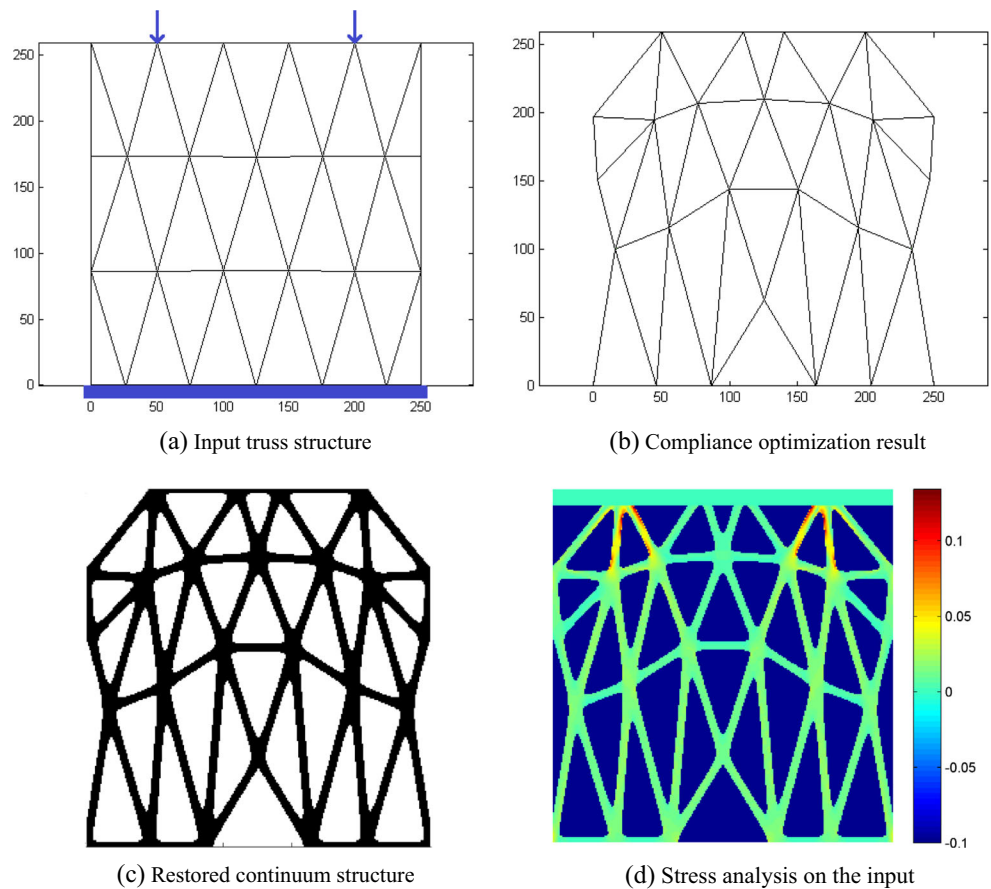 250
200
150
100
50
0
0 50 100 150 200 250
(a) Input truss structure
250
200
150
100
50
0
0 50 100 150 200 250
(b) Compliance optimization result
(c) Restored continuum structure
0.1
0.05
0
-0.05
-0.1
(d) Stress analysis on the input